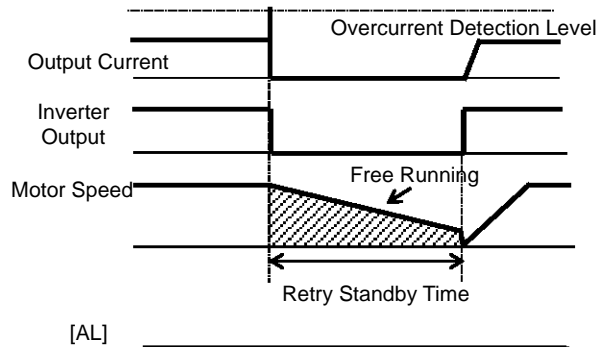 Overcurrent Detection Level
Output Current
Inverter
Output
Free Running
Motor Speed
Retry Standby Time
[AL]